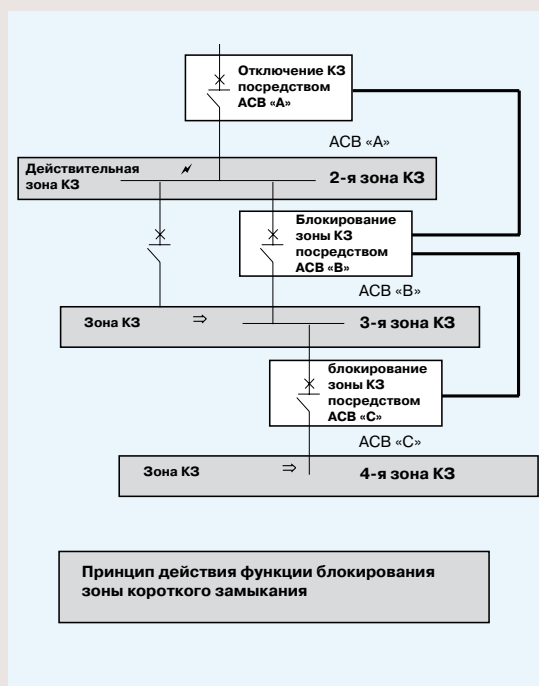 Отключение КЗ
посредством
АСВ «А»
АСВ «А»
Действительная
зона КЗ
2-я зона КЗ
Блокирование
зоны КЗ
посредством
АСВ «В»
АСВ «В»
Зона КЗ ⇒
3-я зона КЗ
блокирование
зоны КЗ
посредством
АСВ «С»
АСВ «С»
Зона КЗ ⇒
4-я зона КЗ
Принцип действия функции блокирования
зоны короткого замыкания